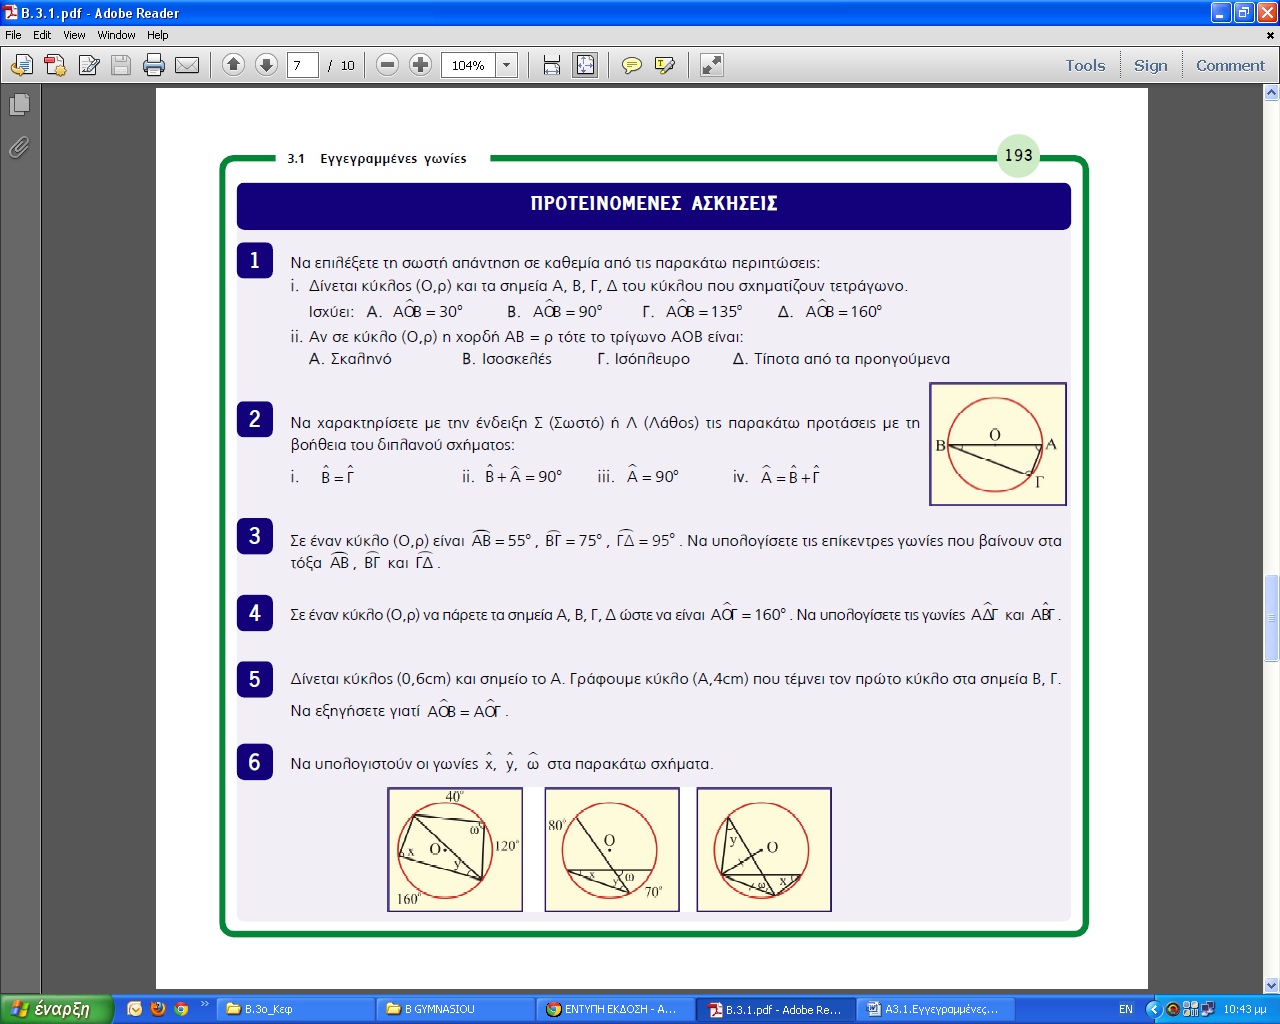 B.3.1.pdf - Adobe Reader
File Edit View Window Help
7 / 10 104% Tools Sign Comment
3.1 Εγγεγραμμένες γωνίες 193
ΠΡΟΤΕΙΝΟΜΕΝΕΣ ΑΣΚΗΣΕΙΣ
1 Να επιλέξετε τη σωστή απάντηση σε καθεμία από τις παρακάτω περιπτώσεις:
i. Δίνεται κύκλος (Ο,ρ) και τα σημεία Α, Β, Γ, Δ του κύκλου που σχηματίζουν τετράγωνο.
Ισχύει: Α. ΑÔΒ = 30° Β. ΑÔΒ = 90° Γ. ΑÔΒ = 135° Δ. ΑÔΒ = 160°
ii. Αν σε κύκλο (Ο,ρ) η χορδή ΑΒ = ρ τότε το τρίγωνο ΑΟΒ είναι:
Α. Σκαληνό Β. Ισοσκελές Γ. Ισόπλευρο Δ. Τίποτα από τα προηγούμενα
2 Να χαρακτηρίσετε με την ένδειξη Σ (Σωστό) ή Λ (Λάθος) τις παρακάτω προτάσεις με τη
βοήθεια του διπλανού σχήματος:
i. Β̂ = Γ̂ ii. Β̂ + Α̂ = 90° iii. Α̂ = 90° iv. Α̂ = Β̂ + Γ̂
Β Ο Α
Γ
3 Σε έναν κύκλο (Ο,ρ) είναι Α͡Β = 55° , Β͡Γ = 75° , Γ͡Δ = 95° . Να υπολογίσετε τις επίκεντρες γωνίες που βαίνουν στα
τόξα Α͡Β , Β͡Γ και Γ͡Δ .
4 Σε έναν κύκλο (Ο,ρ) να πάρετε τα σημεία Α, Β, Γ, Δ ώστε να είναι ΑÔΓ = 160° . Να υπολογίσετε τις γωνίες ΑΔ̂Γ και ΑΒ̂Γ .
5 Δίνεται κύκλος (0,6cm) και σημείο το Α. Γράφουμε κύκλο (Α,4cm) που τέμνει τον πρώτο κύκλο στα σημεία Β, Γ.
Να εξηγήσετε γιατί ΑÔΒ = ΑÔΓ .
6 Να υπολογιστούν οι γωνίες x̂, ŷ, ω̂ στα παρακάτω σχήματα.
40° ω 120° x Ο y 160°
80° Ο x y ω 70°
y Ο ω x
έναρξη B.3o_Κεφ B GYMNASIOU ΕΝΤΥΠΗ ΕΚΔΟΣΗ - Α... B.3.1.pdf - Adobe Re... Α3.1.Εγγεγραμμένες... EN 10:43 μμ